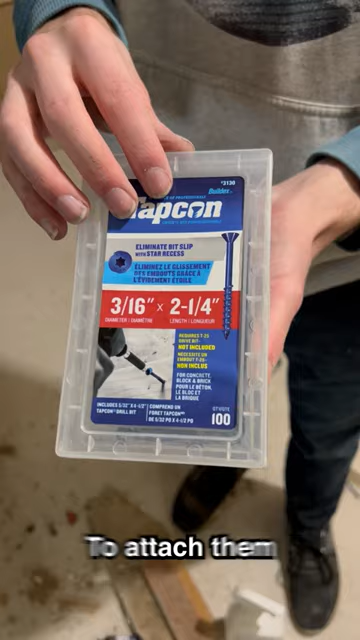 #3130
Buildex
Tapcon
ELIMINATE BIT SLIP
WITH STAR RECESS
ÉLIMINEZ LE GLISSEMENT
DES EMBOUTS GRÂCE À
L'ÉVIDEMENT ÉTOILE
3/16" x 2-1/4"
DIAMETER / DIAMÈTRE LENGTH / LONGUEUR
REQUIRES T-25
DRIVE BIT-
NOT INCLUDED
NÉCESSITE UN
EMBOUT T-25 -
NON INCLUS
FOR CONCRETE,
BLOCK & BRICK
POUR LE BÉTON,
LE BLOC ET
LA BRIQUE
INCLUDES 5/32" X 4-1/2"
TAPCON DRILL BIT
COMPREND UN
FORET TAPCON
DE 5/32 PO X 4-1/2 PO
100
To attach them